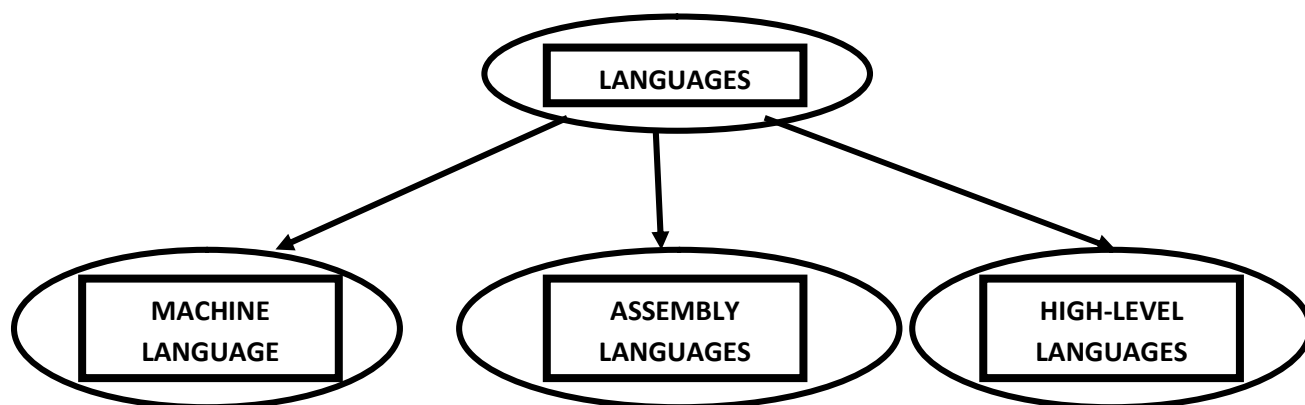 LANGUAGES
MACHINE
LANGUAGE
ASSEMBLY
LANGUAGES
HIGH-LEVEL
LANGUAGES